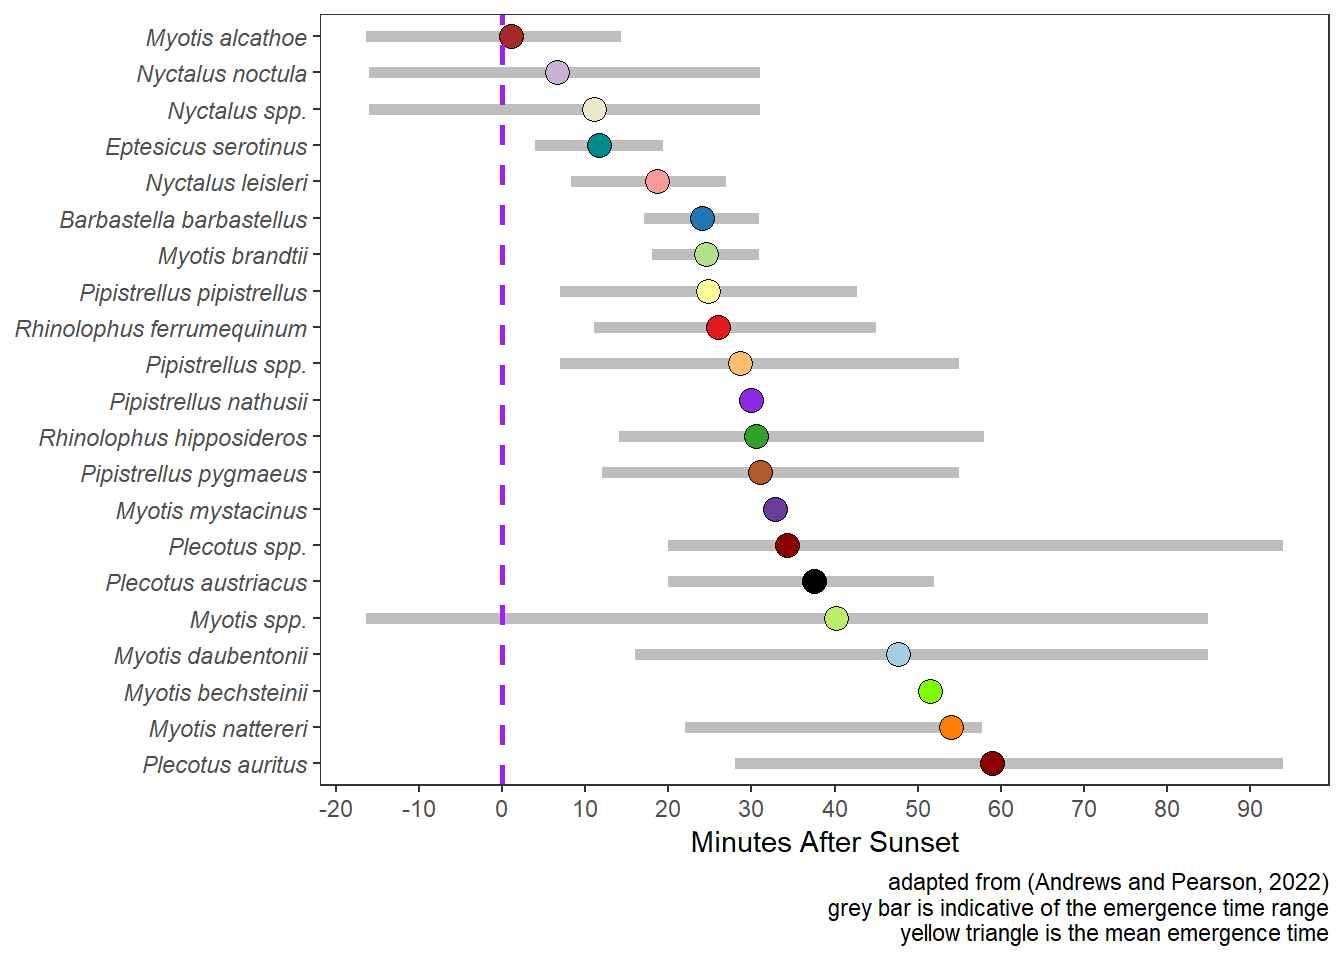 Myotis alcathoe
Nyctalus noctula
Nyctalus spp.
Eptesicus serotinus
Nyctalus leisleri
Barbastella barbastellus
Myotis brandtii
Pipistrellus pipistrellus
Rhinolophus ferrumequinum
Pipistrellus spp.
Pipistrellus nathusii
Rhinolophus hipposideros
Pipistrellus pygmaeus
Myotis mystacinus
Plecotus spp.
Plecotus austriacus
Myotis spp.
Myotis daubentonii
Myotis bechsteinii
Myotis nattereri
Plecotus auritus
-20 -10 0 10 20 30 40 50 60 70 80 90
Minutes After Sunset
adapted from (Andrews and Pearson, 2022)
grey bar is indicative of the emergence time range
yellow triangle is the mean emergence time